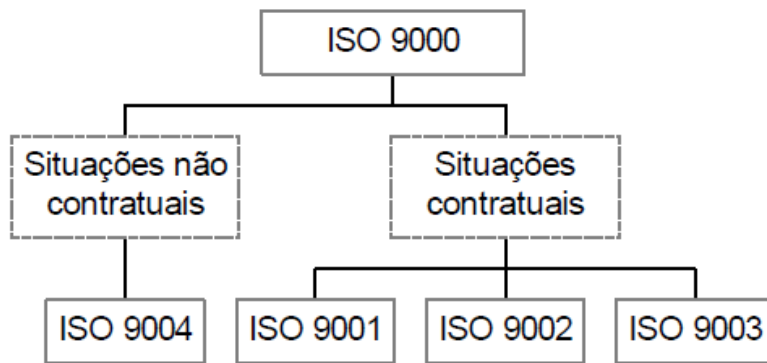 ISO 9000
Situações não
contratuais
Situações
contratuais
ISO 9004
ISO 9001
ISO 9002
ISO 9003